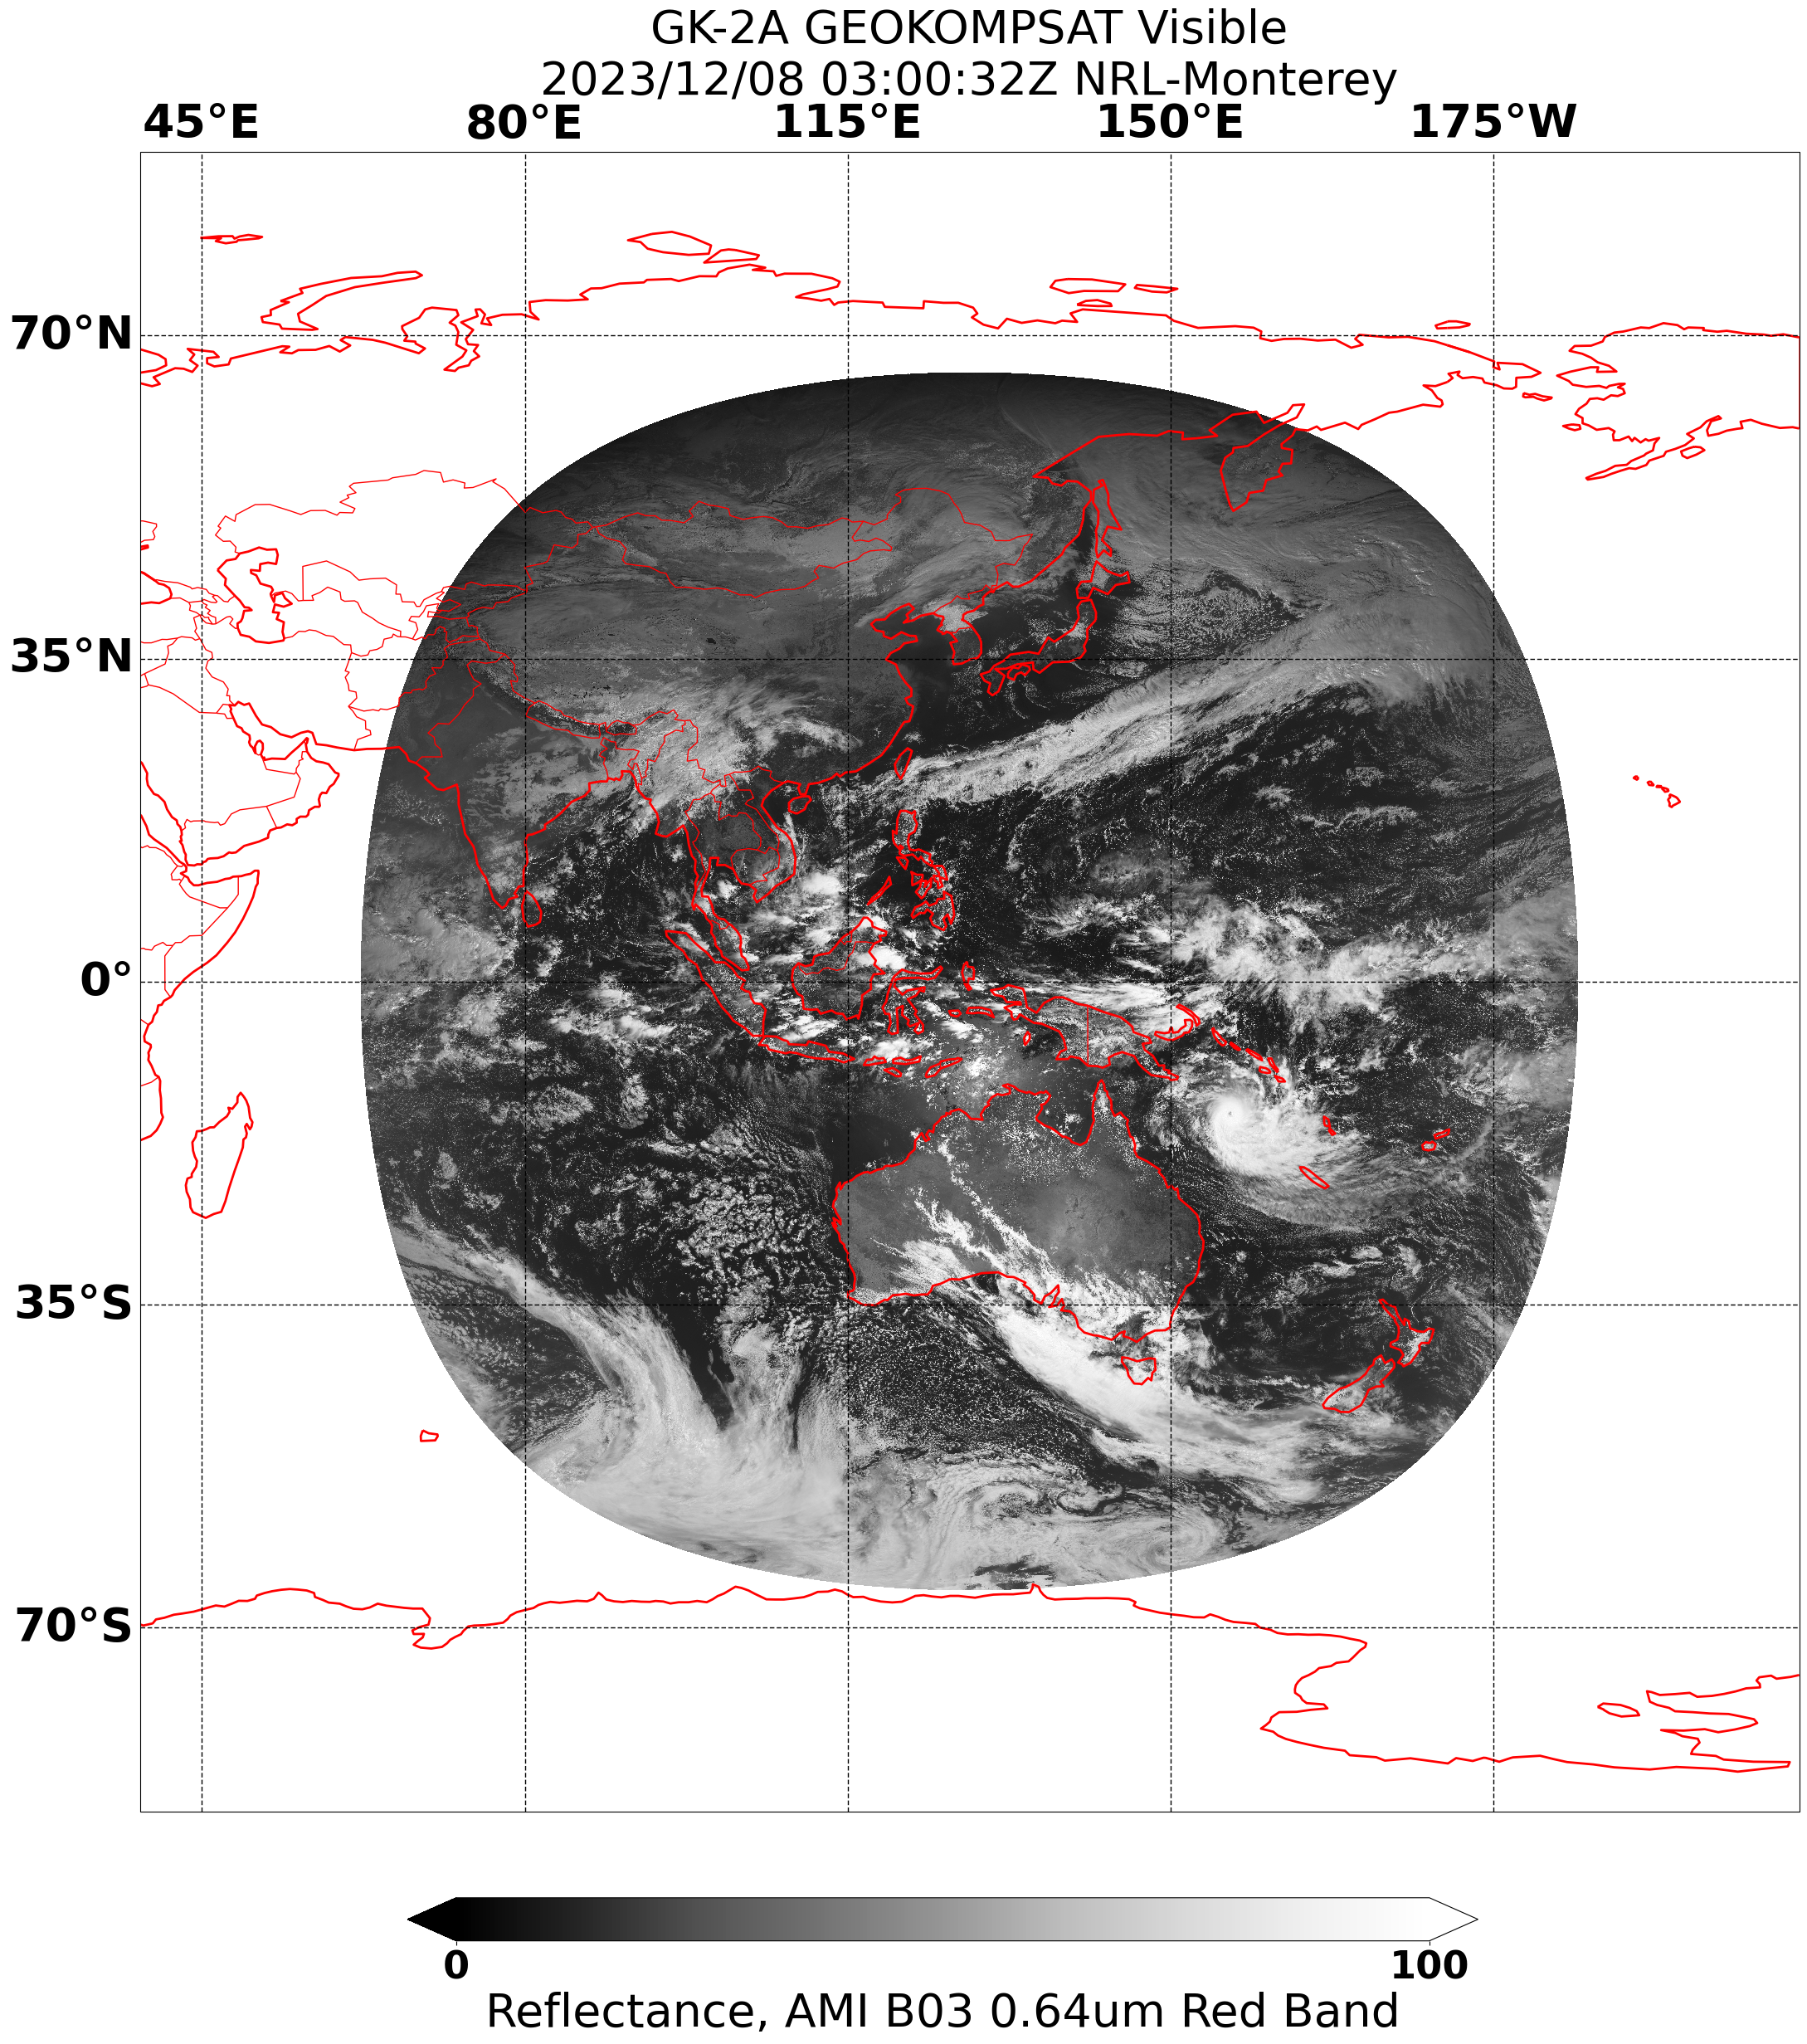 GK-2A GEOKOMPSAT Visible
2023/12/08 03:00:32Z NRL-Monterey
45°E 80°E 115°E 150°E 175°W
70°N
35°N
0°
35°S
70°S
0 100
Reflectance, AMI B03 0.64um Red Band